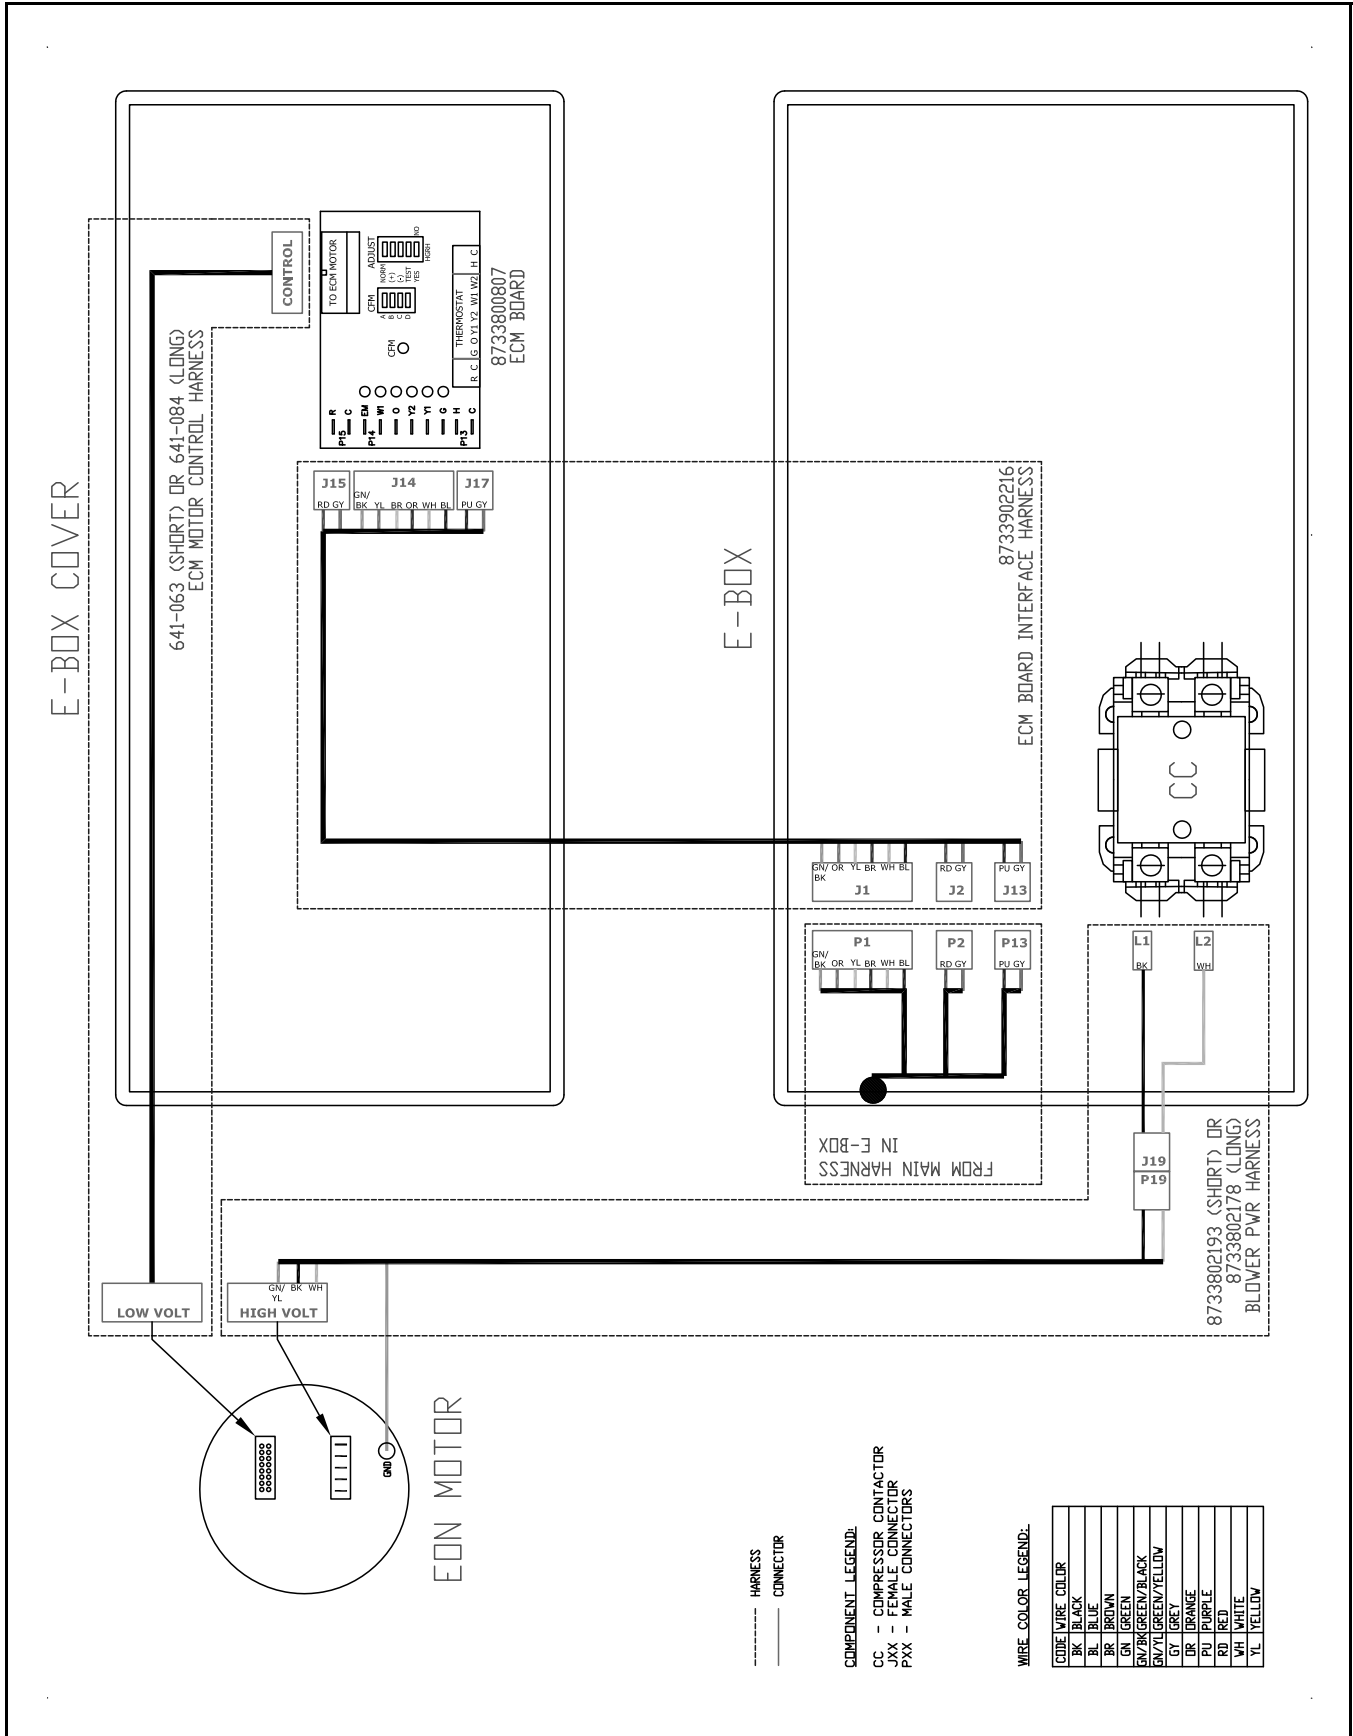 E-BOX COVER
641-063 (SHORT) OR 641-084 (LONG)
ECM MOTOR CONTROL HARNESS
CONTROL
TO ECM MOTOR
CFM
A
B
C
D
ADJUST
NORM
(+)
(-)
TEST
YES
NO
HGRH
CFM
THERMOSTAT
R C G O Y1 Y2 W1 W2 H C
R
C
P15
EM
P14
W1
O
Y2
Y1
G
H
P13
C
8733800807
ECM BOARD
J15
RD GY
J14
GN/
BK YL BR OR WH BL
J17
PU GY
E-BOX
8733902216
ECM BOARD INTERFACE HARNESS
CC
GN/
BK OR YL BR WH BL
J1
RD GY
J2
PU GY
J13
P1
GN/
BK OR YL BR WH BL
P2
RD GY
P13
PU GY
L1
BK
L2
WH
FROM MAIN HARNESS
IN E-BOX
J19
P19
8733802193 (SHORT) OR
8733802178 (LONG)
BLOWER PWR HARNESS
LOW VOLT
GN/
YL BK WH
HIGH VOLT
GND
EON MOTOR
HARNESS
CONNECTOR
COMPONENT LEGEND:
CC - COMPRESSOR CONTACTOR
JXX - FEMALE CONNECTOR
PXX - MALE CONNECTORS
WIRE COLOR LEGEND:
CODE WIRE COLOR
BK BLACK
BL BLUE
BR BROWN
GN GREEN
GN/BK GREEN/BLACK
GN/YL GREEN/YELLOW
GY GREY
OR ORANGE
PU PURPLE
RD RED
WH WHITE
YL YELLOW